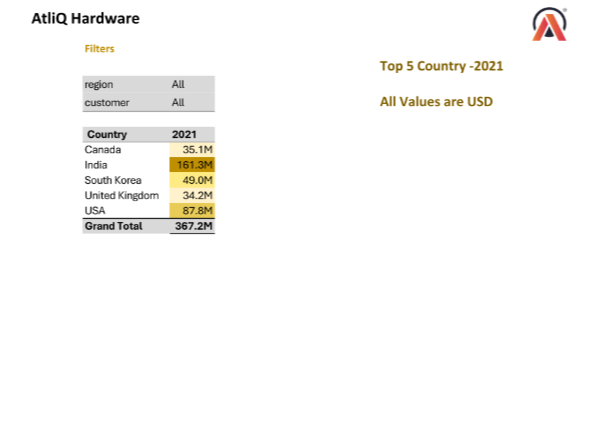 AtliQ Hardware
Filters
Top 5 Country -2021
region All
customer All
All Values are USD
Country 2021
Canada 35.1M
India 161.3M
South Korea 49.0M
United Kingdom 34.2M
USA 87.8M
Grand Total 367.2M